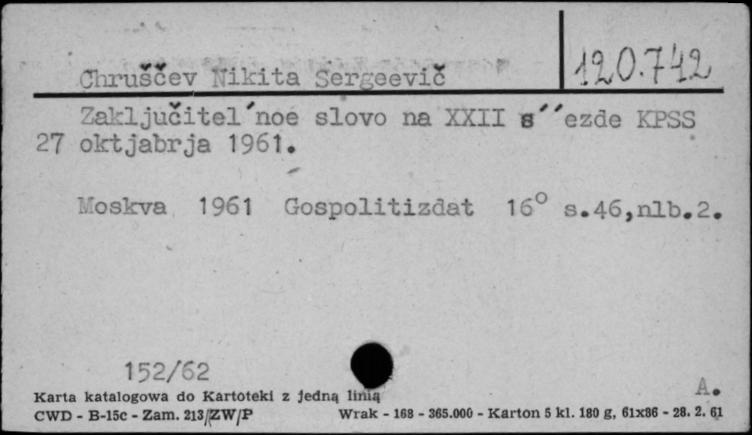 Chruščev Nikita Sergeevič
120.742
Zaključitel´noe slovo na XXII s´´ezde KPSS
27 oktjabrja 1961.
Moskva 1961 Gospolitizdat 16° s.46,nlb.2.
152/62
A.
Karta katalogowa do Kartoteki z jedną linią
CWD - B-15c - Zam. 213/ZW/P Wrak - 168 - 365.000 - Karton 5 kl. 180 g, 61x86 - 28. 2. 61